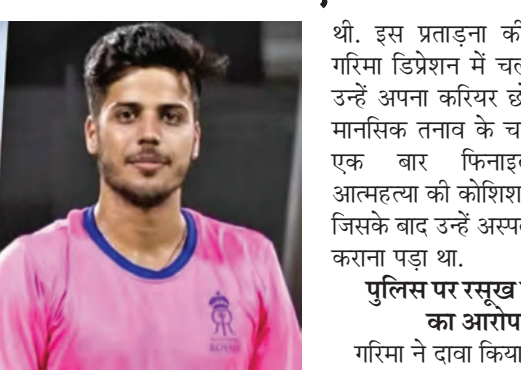 ROYALS
थी. इस प्रताड़ना की
गरिमा डिप्रेशन में
उन्हें अपना करियर
मानसिक तनाव के
एक बार
आत्महत्या की कोशिश
जिसके बाद उन्हें
कराना पड़ा था.
पुलिस पर रसूख
का आरोप
गरिमा ने दावा किया